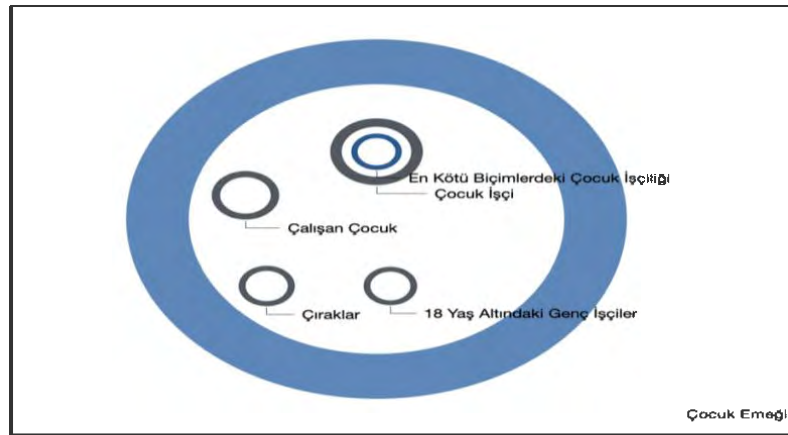 En Kötü Biçimlerdeki Çocuk İşçiliği
Çocuk İşçi
Çalışan Çocuk
Çıraklar
18 Yaş Altındaki Genç İşçiler
Çocuk Emeği